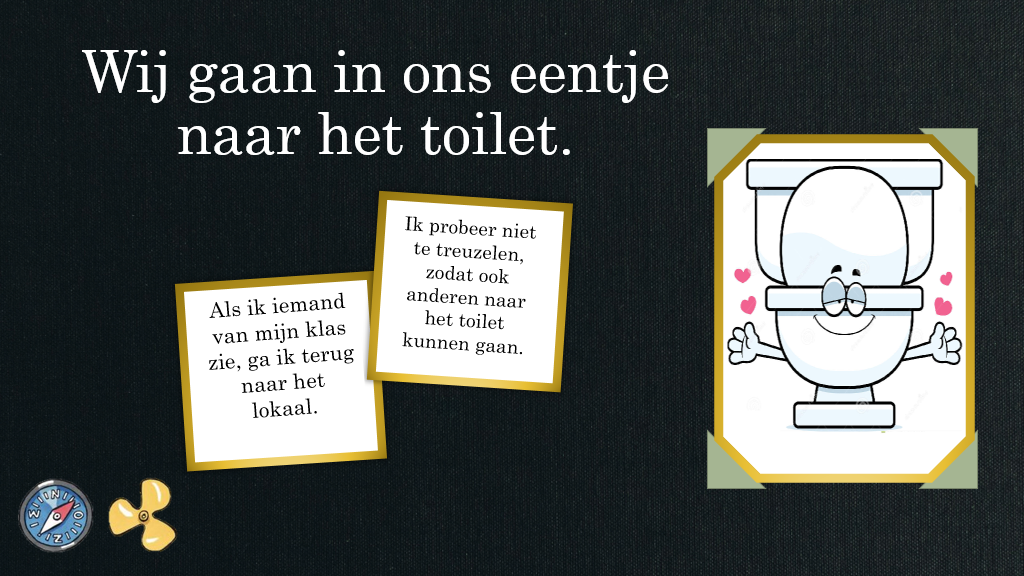 Wij gaan in ons eentje
naar het toilet.
Ik probeer niet
te treuzelen,
zodat ook
anderen naar
het toilet
kunnen gaan.
Als ik iemand
van mijn klas
zie, ga ik terug
naar het
lokaal.